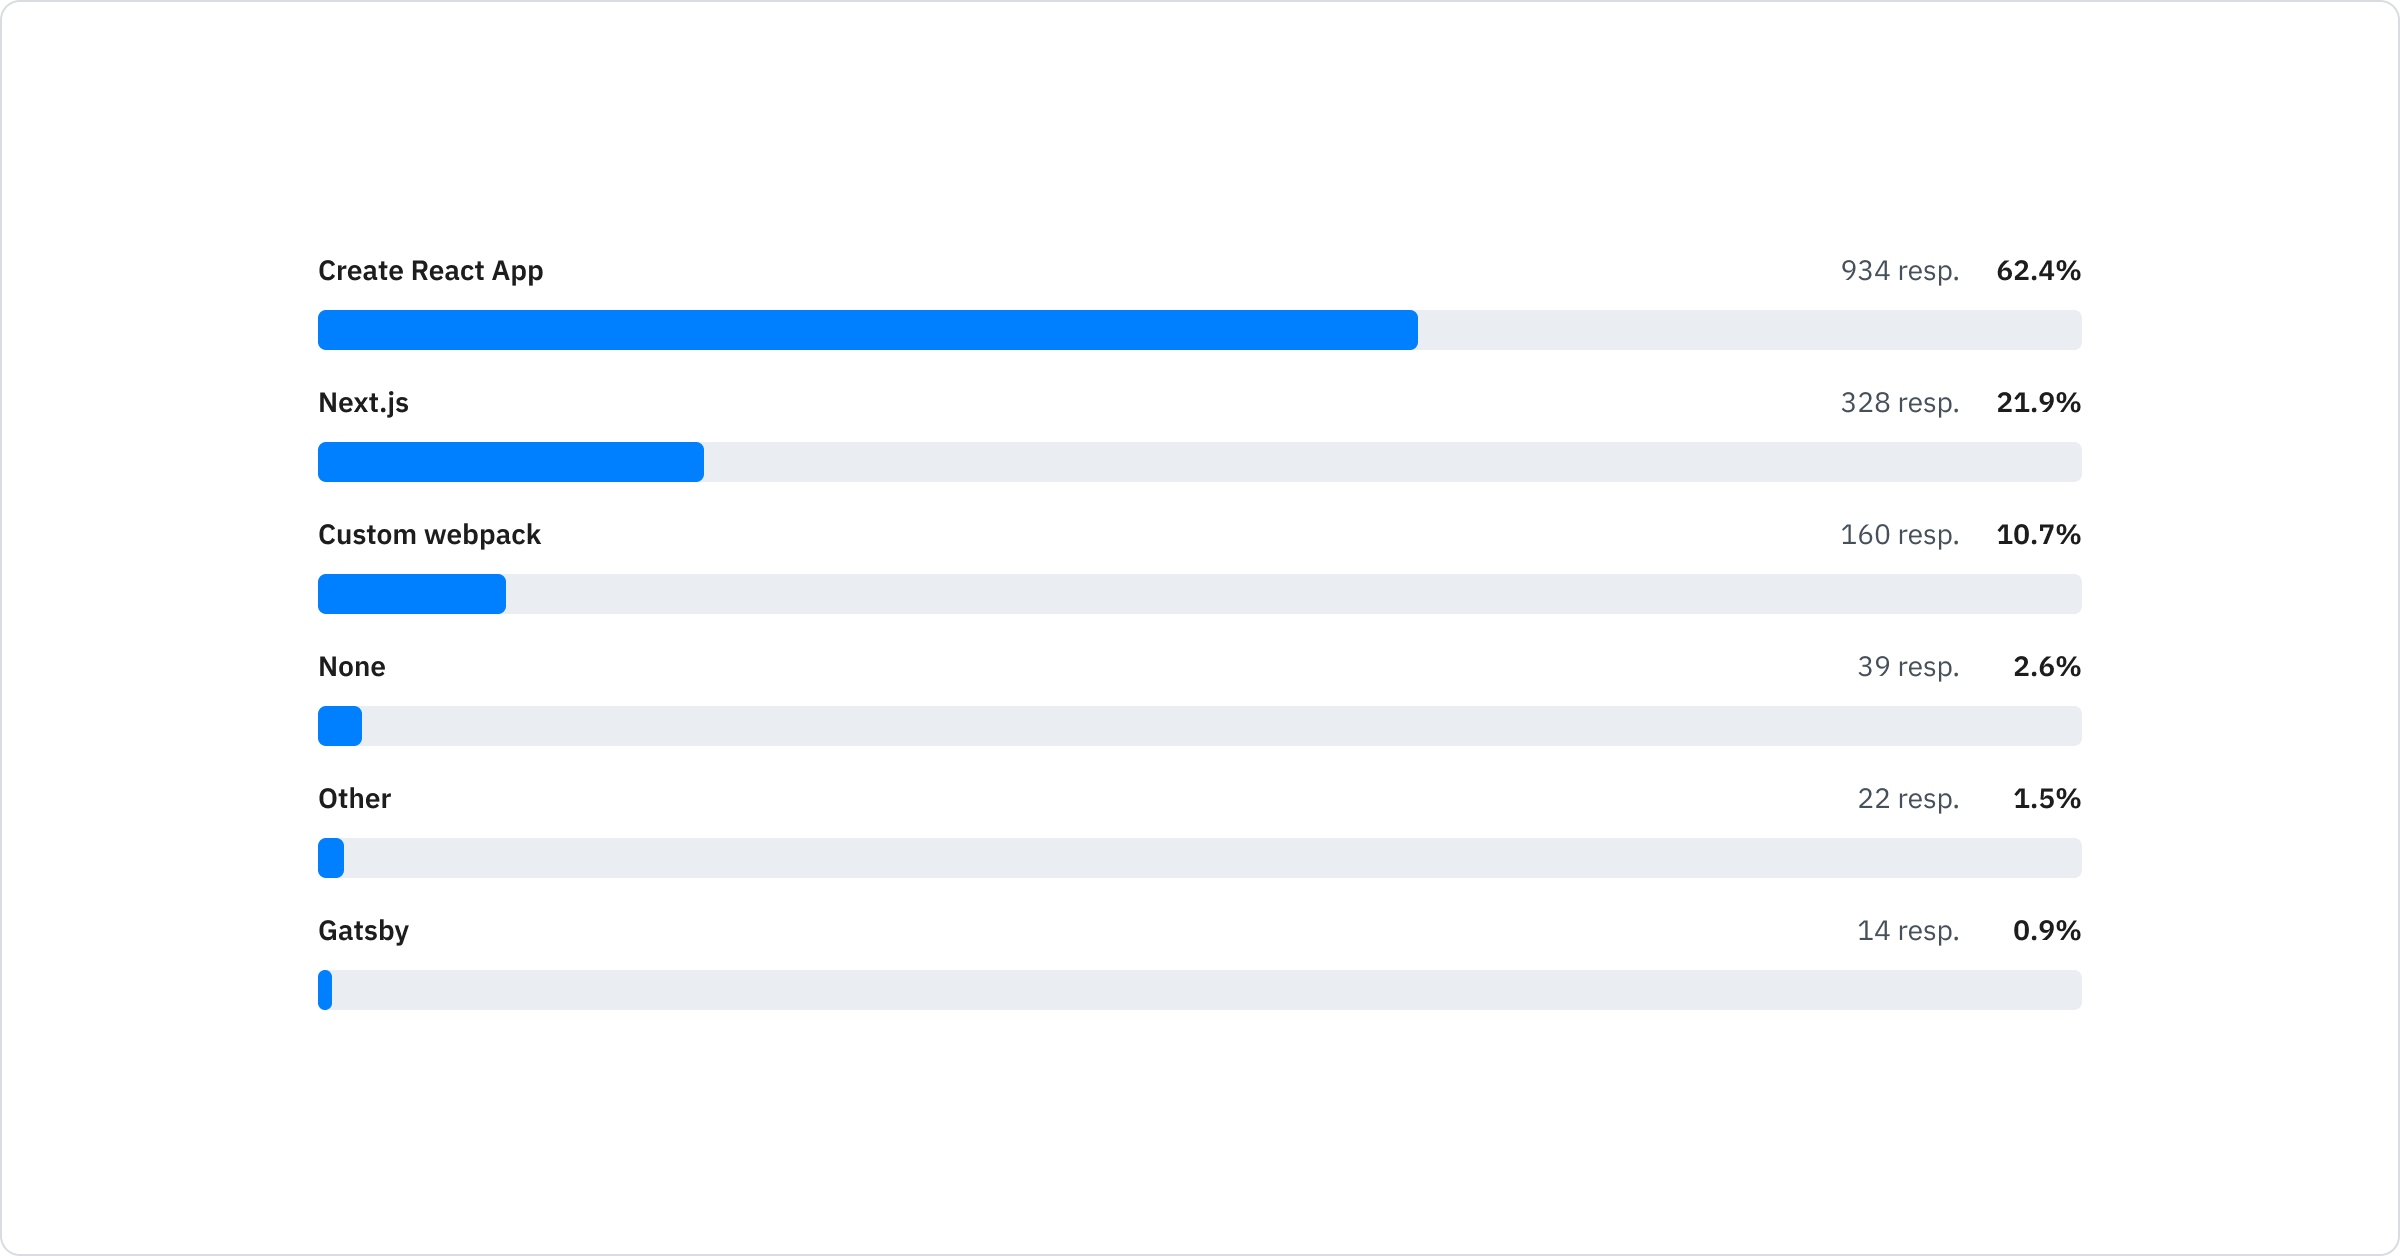 Create React App 934 resp. 62.4%
Next.js 328 resp. 21.9%
Custom webpack 160 resp. 10.7%
None 39 resp. 2.6%
Other 22 resp. 1.5%
Gatsby 14 resp. 0.9%